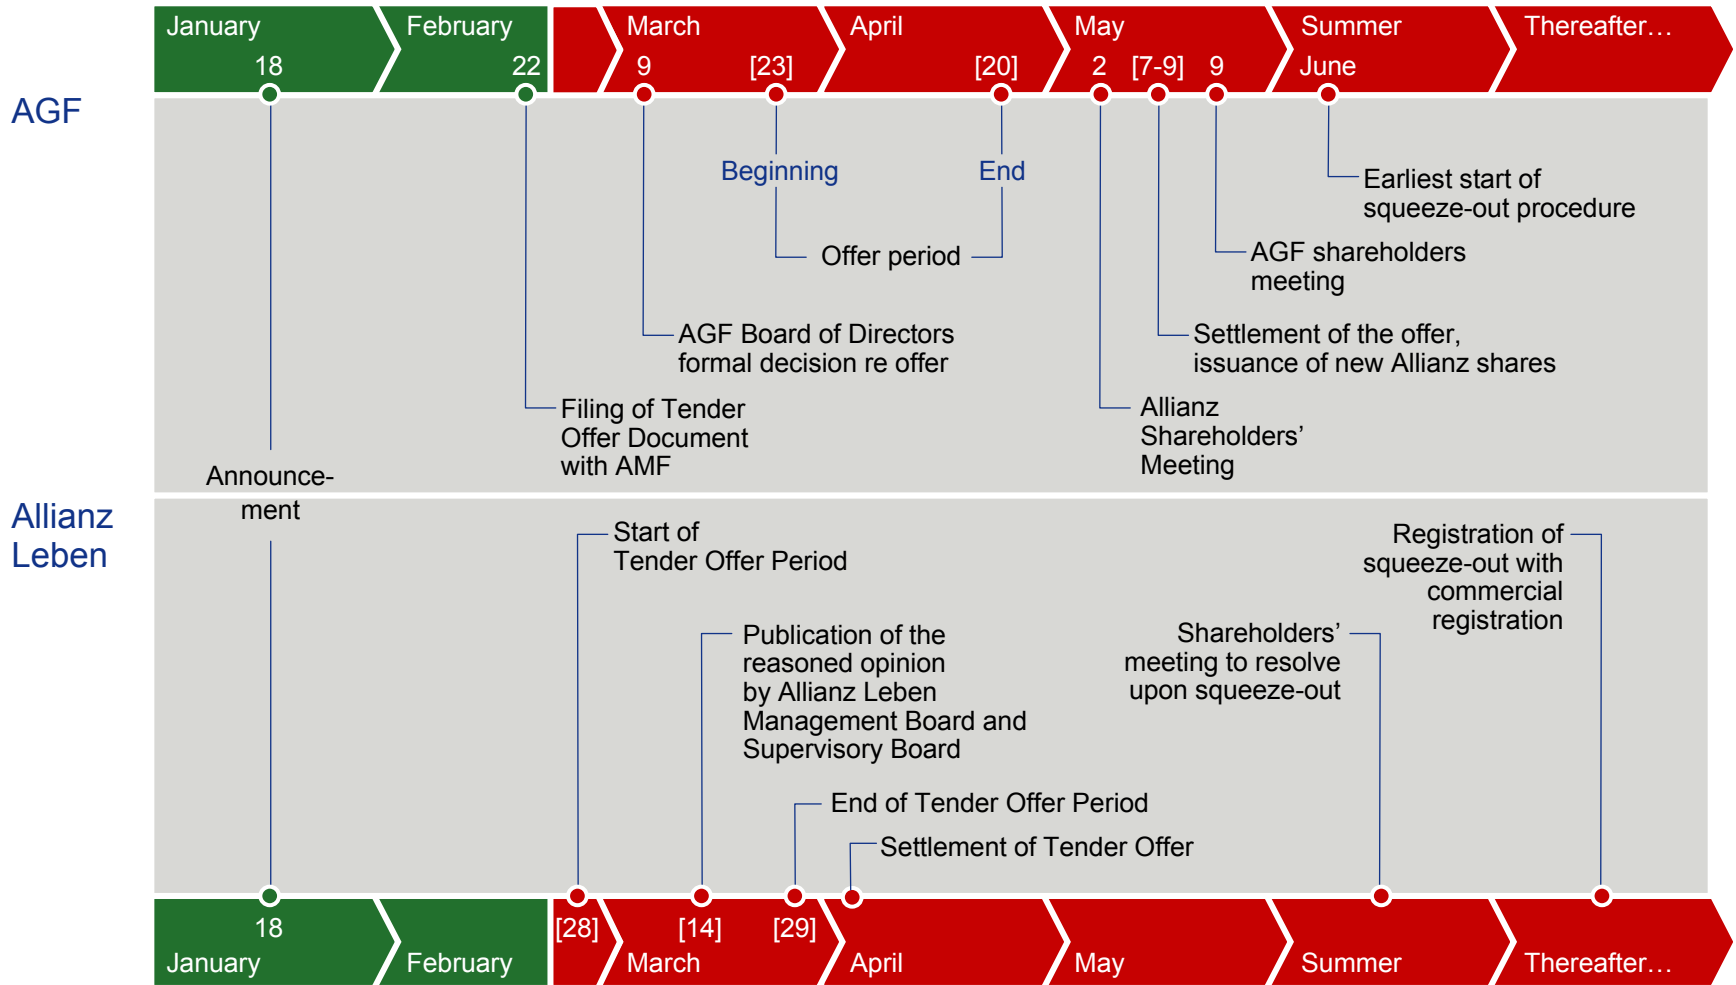 January
February
March
April
May
Summer
Thereafter…
18
22
9
[23]
[20]
2
[7-9]
9
June
AGF
Beginning
End
Earliest start of
squeeze-out procedure
Offer period
AGF shareholders
meeting
AGF Board of Directors
formal decision re offer
Settlement of the offer,
issuance of new Allianz shares
Filing of Tender
Offer Document
with AMF
Allianz
Shareholders’
Meeting
Announce-
ment
Allianz
Leben
Start of
Tender Offer Period
Registration of
squeeze-out with
commercial
registration
Publication of the
reasoned opinion
by Allianz Leben
Management Board and
Supervisory Board
Shareholders’
meeting to resolve
upon squeeze-out
End of Tender Offer Period
Settlement of Tender Offer
18
[28]
[14]
[29]
January
February
March
April
May
Summer
Thereafter…